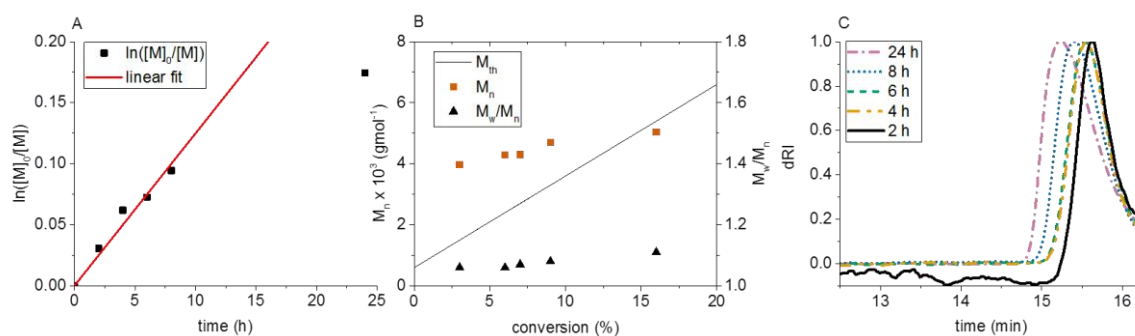 A
ln([M]₀/[M])
linear fit
0.20
0.15
0.10
0.05
0.00
ln([M]₀/[M])
0
5
10
15
20
25
time (h)
B
Mth
Mn
Mw/Mn
8
6
4
2
0
Mn x 10³ (gmol⁻¹)
1.8
1.6
1.4
1.2
1.0
Mw/Mn
0
5
10
15
20
conversion (%)
C
24 h
8 h
6 h
4 h
2 h
1.0
0.8
0.6
0.4
0.2
0.0
dRI
13
14
15
16
time (min)